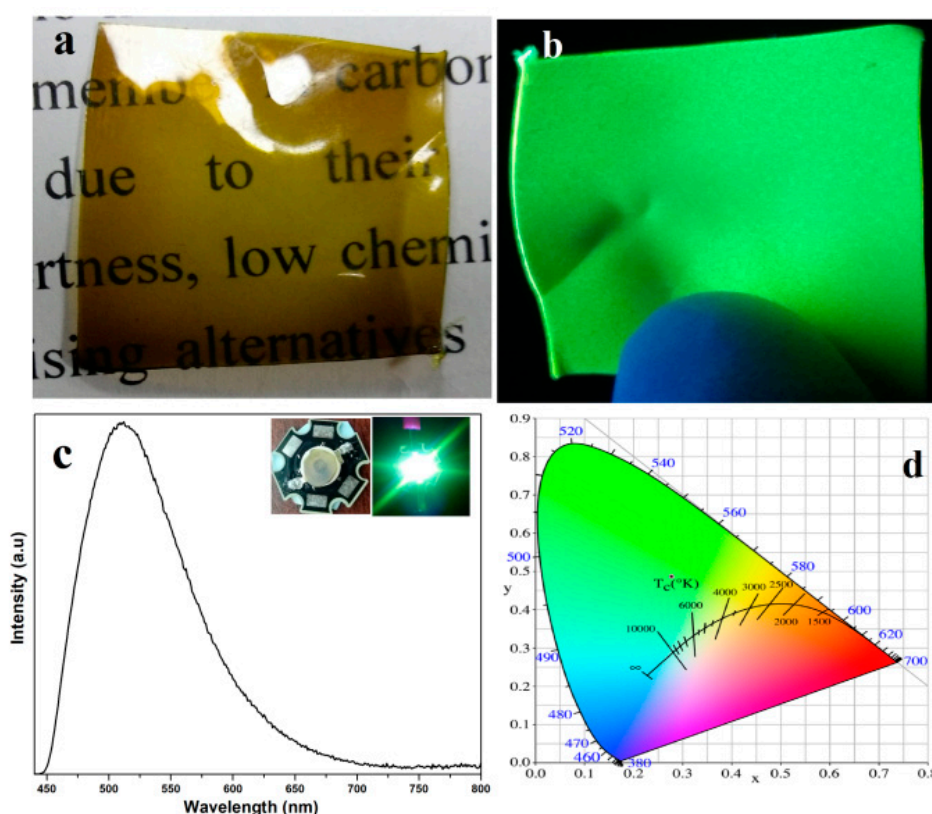 a
carbon
due to their
rtness, low chemi
ising alternatives
b
c
Intensity (a.u)
450 500 550 600 650 700 750 800
Wavelength (nm)
d
0.9
0.8
0.7
0.6
0.5
y
0.4
0.3
0.2
0.1
0.0
0.0 0.1 0.2 0.3 0.4 0.5 0.6 0.7 0.8
x
520
540
560
500
580
600
620
700
490
480
470
460
380
Tc(°K)
∞
10000
6000
4000
3000
2500
2000
1500